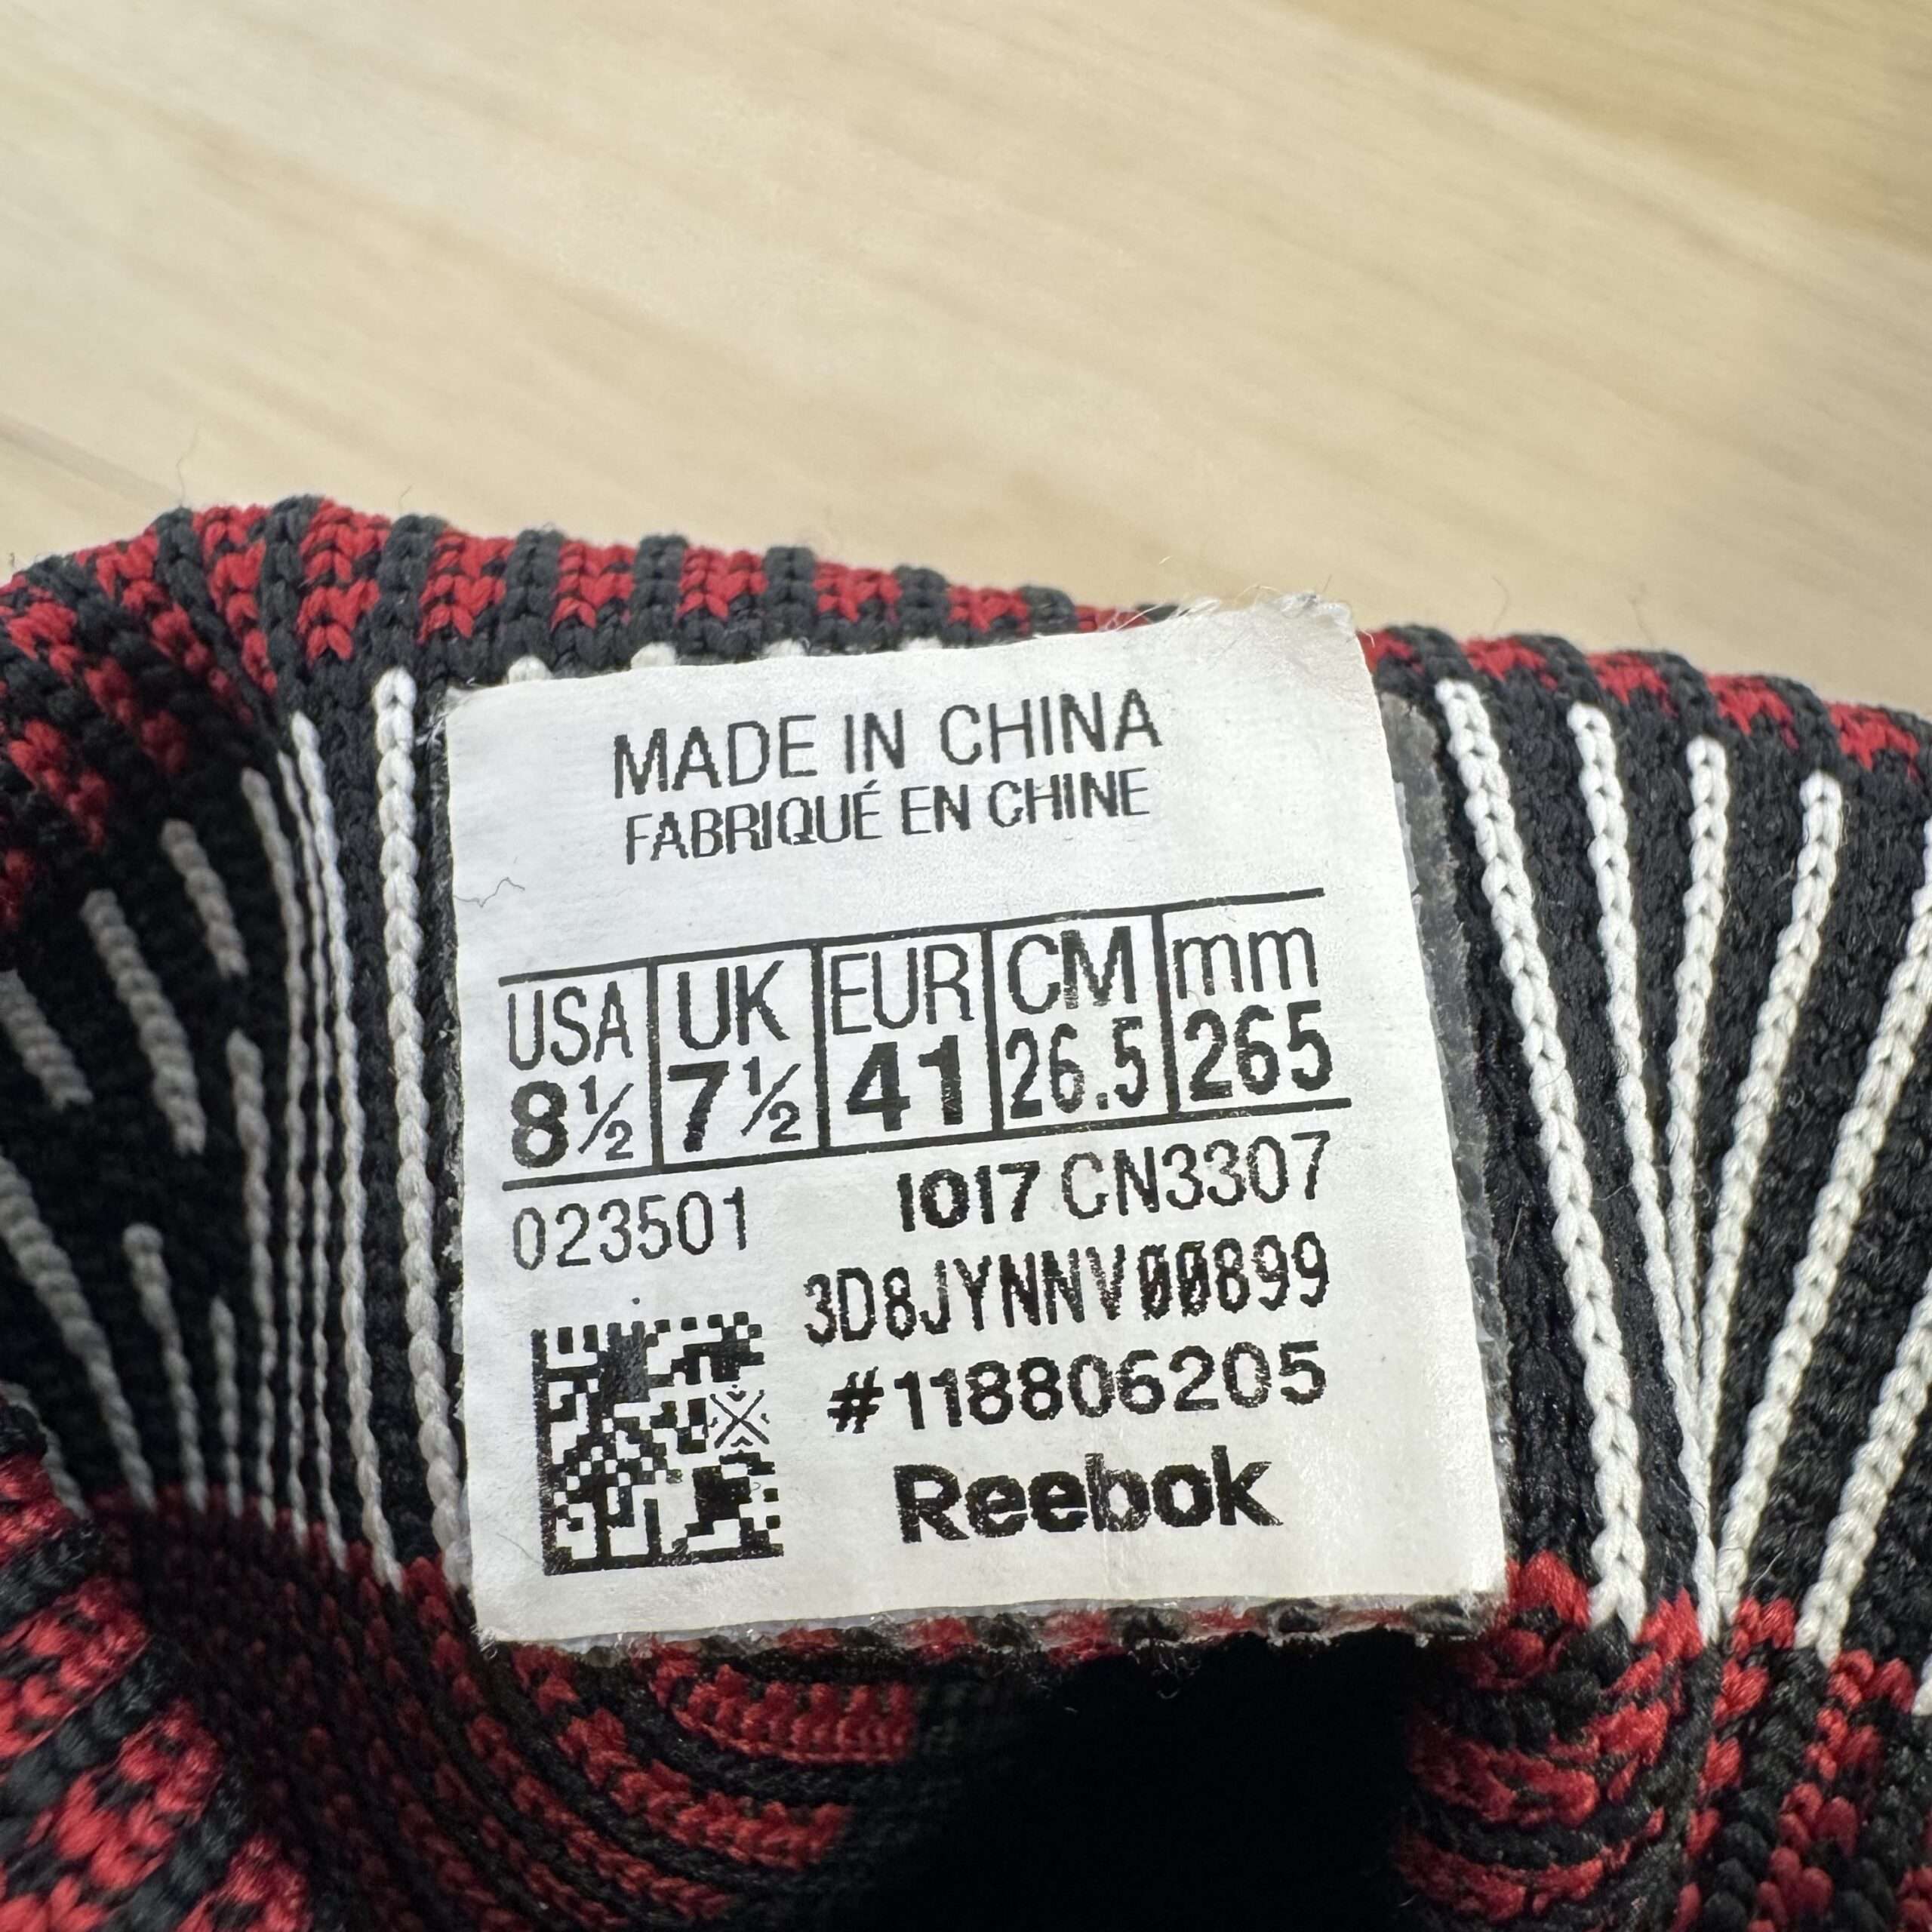 MADE IN CHINA
FABRIQUÉ EN CHINE
USA UK EUR CM mm
8½ 7½ 41 26.5 265
023501 1017 CN3307
3D8JYNNV00899
#118806205
Reebok